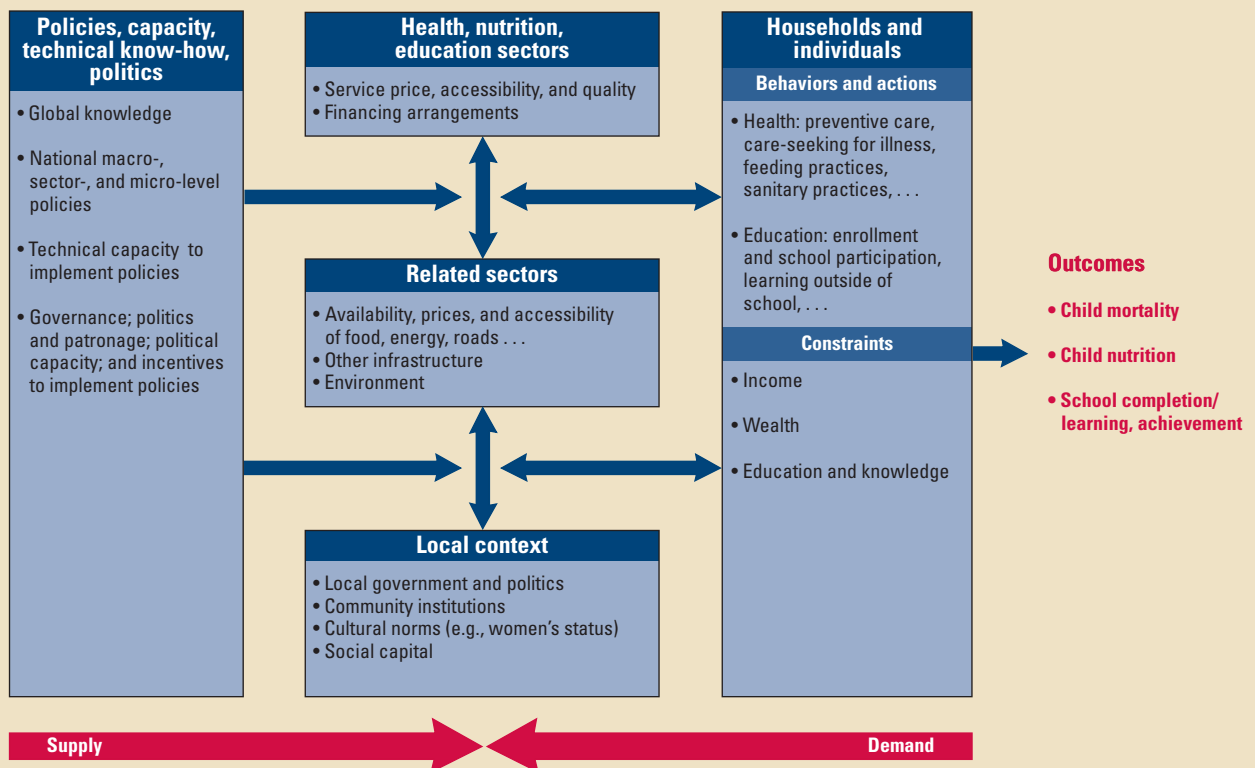 Policies, capacity,
technical know-how,
politics
• Global knowledge
• National macro-,
sector-, and micro-level
policies
• Technical capacity to
implement policies
• Governance; politics
and patronage; political
capacity; and incentives
to implement policies
Health, nutrition,
education sectors
• Service price, accessibility, and quality
• Financing arrangements
Related sectors
• Availability, prices, and accessibility
of food, energy, roads . . .
• Other infrastructure
• Environment
Local context
• Local government and politics
• Community institutions
• Cultural norms (e.g., women's status)
• Social capital
Households and
individuals
Behaviors and actions
• Health: preventive care,
care-seeking for illness,
feeding practices,
sanitary practices, . . .
• Education: enrollment
and school participation,
learning outside of
school, . . .
Constraints
• Income
• Wealth
• Education and knowledge
Outcomes
• Child mortality
• Child nutrition
• School completion/
learning, achievement
Supply
Demand